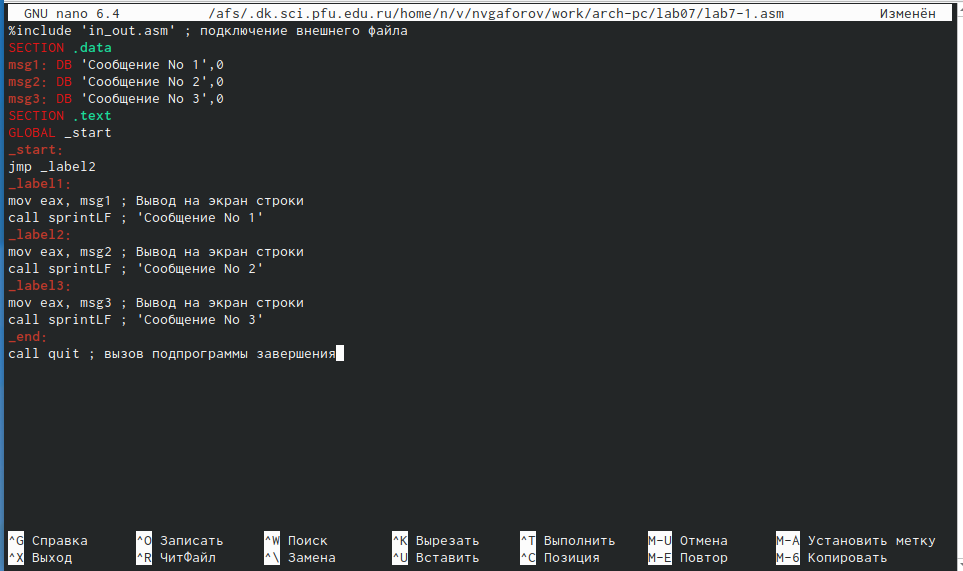 GNU nano 6.4 /afs/.dk.sci.pfu.edu.ru/home/n/v/nvgaforov/work/arch-pc/lab07/lab7-1.asm Изменён
%include 'in_out.asm' ; подключение внешнего файла
SECTION .data
msg1: DB 'Сообщение No 1',0
msg2: DB 'Сообщение No 2',0
msg3: DB 'Сообщение No 3',0
SECTION .text
GLOBAL _start
_start:
jmp _label2
_label1:
mov eax, msg1 ; Вывод на экран строки
call sprintLF ; 'Сообщение No 1'
_label2:
mov eax, msg2 ; Вывод на экран строки
call sprintLF ; 'Сообщение No 2'
_label3:
mov eax, msg3 ; Вывод на экран строки
call sprintLF ; 'Сообщение No 3'
_end:
call quit ; вызов подпрограммы завершения
^G Справка ^O Записать ^W Поиск ^K Вырезать ^T Выполнить M-U Отмена M-A Установить метку
^X Выход ^R ЧитФайл ^\ Замена ^U Вставить ^C Позиция M-E Повтор M-6 Копировать